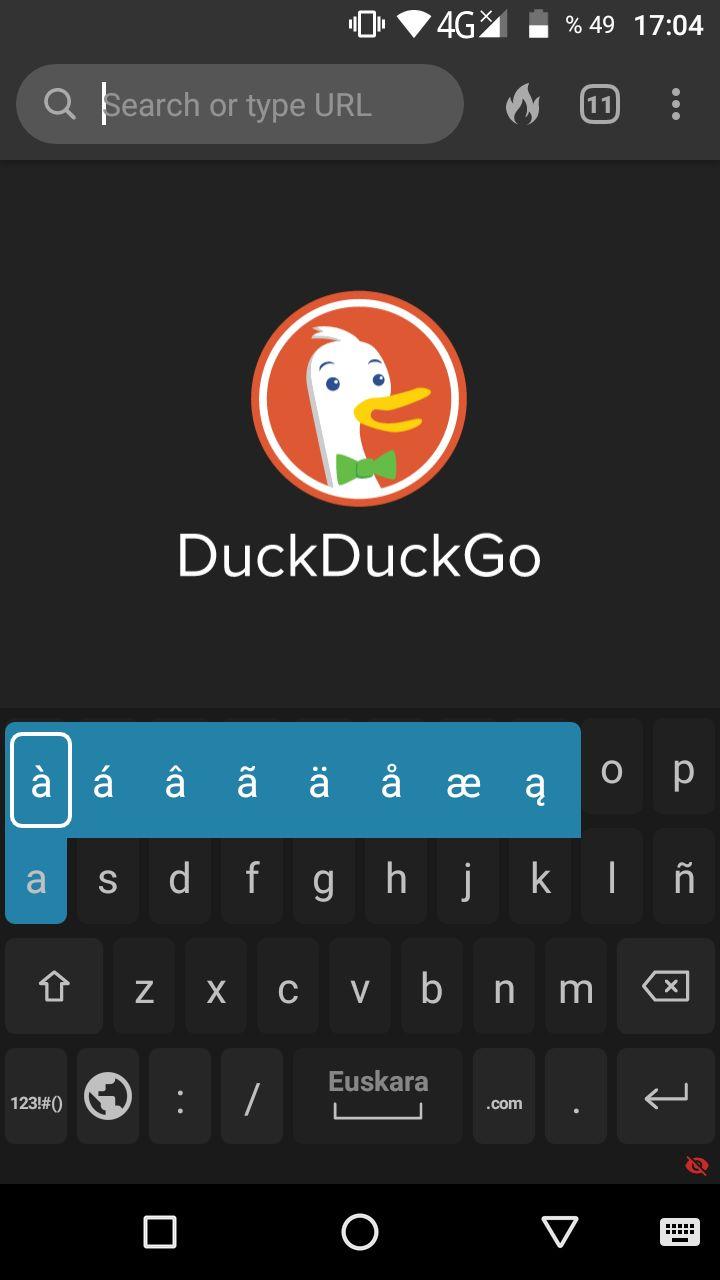 4G % 49 17:04
Search or type URL 11
DuckDuckGo
à á â ã ä å æ ą o p
a s d f g h j k l ñ
z x c v b n m
123!#() : / Euskara .com .